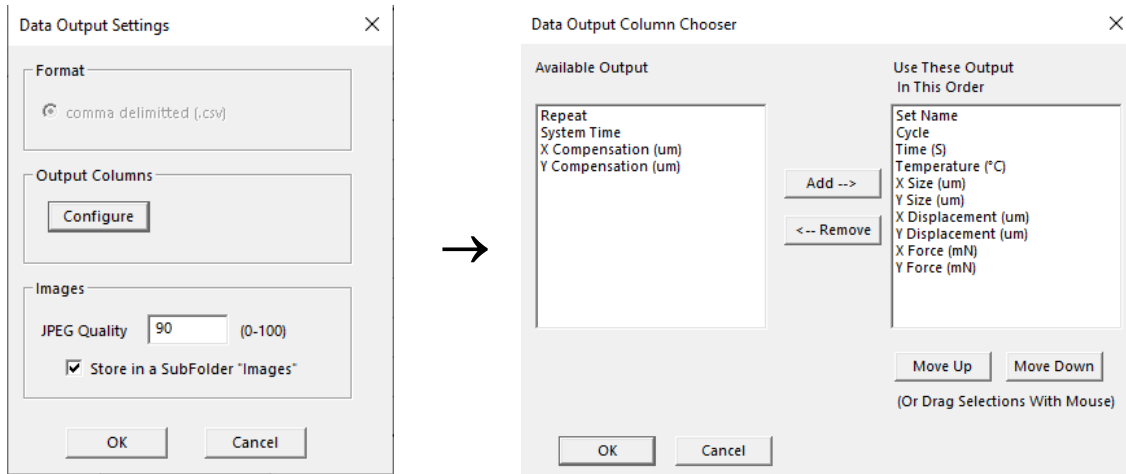 Data Output Settings
Format
comma delimitted (.csv)
Output Columns
Configure
Images
JPEG Quality 90 (0-100)
Store in a SubFolder "Images"
OK Cancel
→
Data Output Column Chooser
Available Output
Repeat
System Time
X Compensation (um)
Y Compensation (um)
Add -->
<-- Remove
Use These Output
In This Order
Set Name
Cycle
Time (S)
Temperature (°C)
X Size (um)
Y Size (um)
X Displacement (um)
Y Displacement (um)
X Force (mN)
Y Force (mN)
Move Up Move Down
(Or Drag Selections With Mouse)
OK Cancel